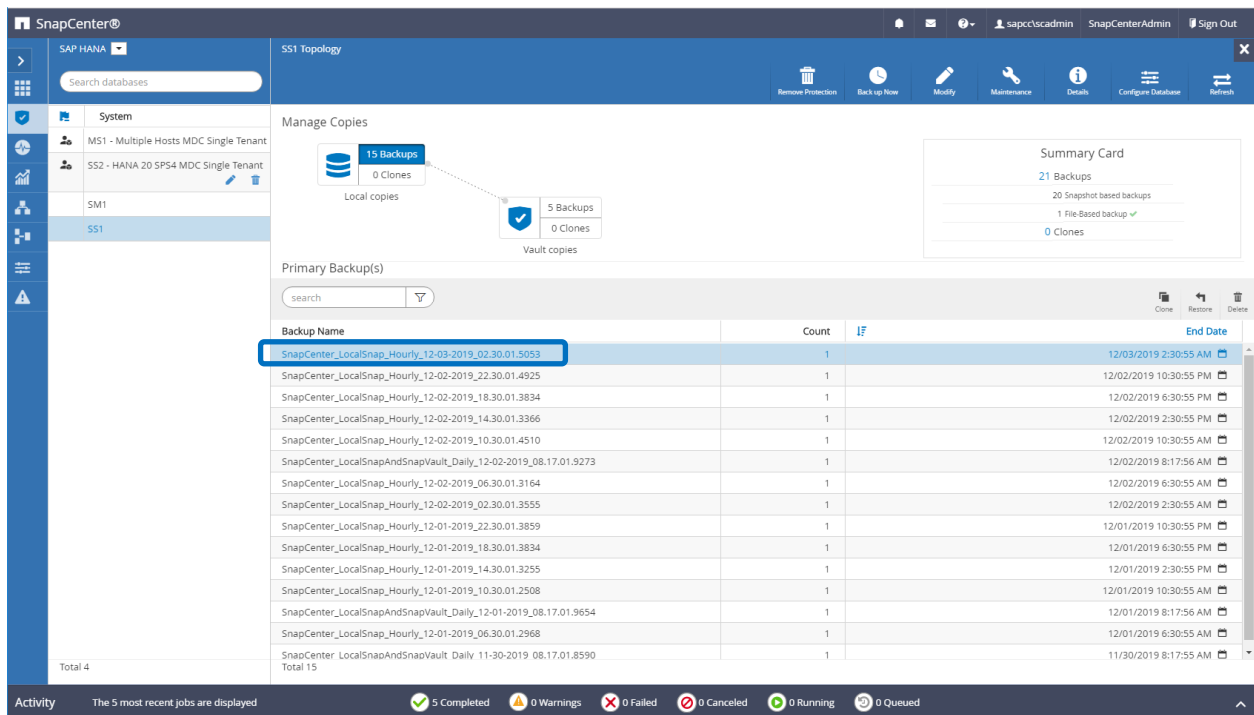 SnapCenter®
sapcc\scadmin SnapCenterAdmin Sign Out
SAP HANA
SS1 Topology
Search databases
Remove Protection Back up Now Modify Maintenance Details Configure Database Refresh
System
MS1 - Multiple Hosts MDC Single Tenant
SS2 - HANA 20 SPS4 MDC Single Tenant
SM1
SS1
Total 4
Manage Copies
15 Backups
0 Clones
Local copies
5 Backups
0 Clones
Vault copies
Summary Card
21 Backups
20 Snapshot based backups
1 File-Based backup
0 Clones
Primary Backup(s)
search
Clone Restore Delete
Backup Name Count End Date
SnapCenter_LocalSnap_Hourly_12-03-2019_02.30.01.5053 1 12/03/2019 2:30:55 AM
SnapCenter_LocalSnap_Hourly_12-02-2019_22.30.01.4925 1 12/02/2019 10:30:55 PM
SnapCenter_LocalSnap_Hourly_12-02-2019_18.30.01.3834 1 12/02/2019 6:30:55 PM
SnapCenter_LocalSnap_Hourly_12-02-2019_14.30.01.3366 1 12/02/2019 2:30:55 PM
SnapCenter_LocalSnap_Hourly_12-02-2019_10.30.01.4510 1 12/02/2019 10:30:55 AM
SnapCenter_LocalSnapAndSnapVault_Daily_12-02-2019_08.17.01.9273 1 12/02/2019 8:17:56 AM
SnapCenter_LocalSnap_Hourly_12-02-2019_06.30.01.3164 1 12/02/2019 6:30:55 AM
SnapCenter_LocalSnap_Hourly_12-02-2019_02.30.01.3555 1 12/02/2019 2:30:55 AM
SnapCenter_LocalSnap_Hourly_12-01-2019_22.30.01.3859 1 12/01/2019 10:30:55 PM
SnapCenter_LocalSnap_Hourly_12-01-2019_18.30.01.3834 1 12/01/2019 6:30:55 PM
SnapCenter_LocalSnap_Hourly_12-01-2019_14.30.01.3255 1 12/01/2019 2:30:55 PM
SnapCenter_LocalSnap_Hourly_12-01-2019_10.30.01.2508 1 12/01/2019 10:30:55 AM
SnapCenter_LocalSnapAndSnapVault_Daily_12-01-2019_08.17.01.9654 1 12/01/2019 8:17:56 AM
SnapCenter_LocalSnap_Hourly_12-01-2019_06.30.01.2968 1 12/01/2019 6:30:55 AM
SnapCenter_LocalSnapAndSnapVault_Daily_11-30-2019_08.17.01.8590 1 11/30/2019 8:17:55 AM
Total 15
Activity The 5 most recent jobs are displayed 5 Completed 0 Warnings 0 Failed 0 Canceled 0 Running 0 Queued